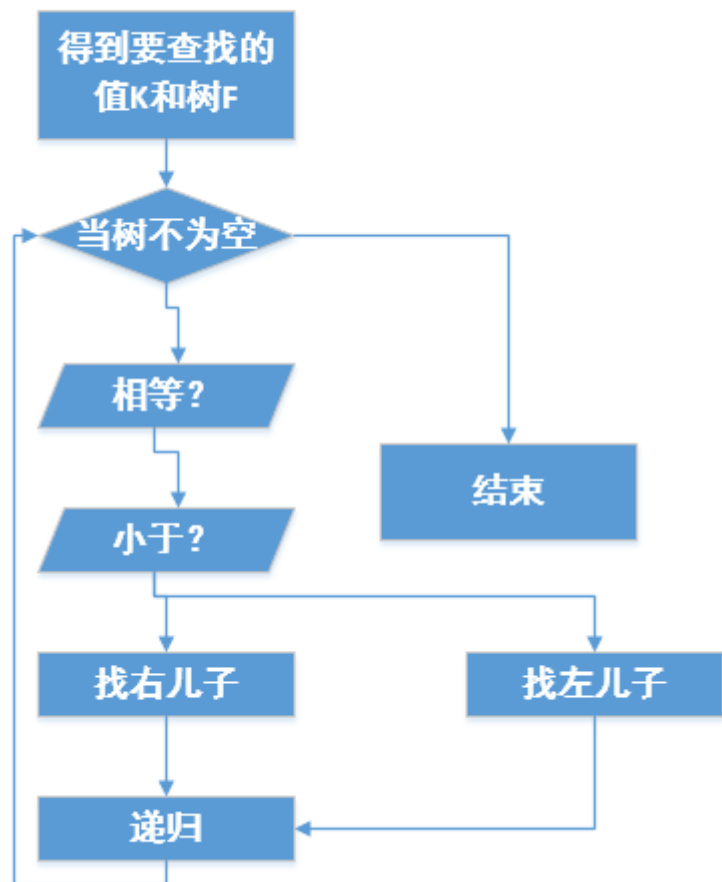 得到要查找的
值K和树F
当树不为空
相等？
小于？
结束
找右儿子
找左儿子
递归